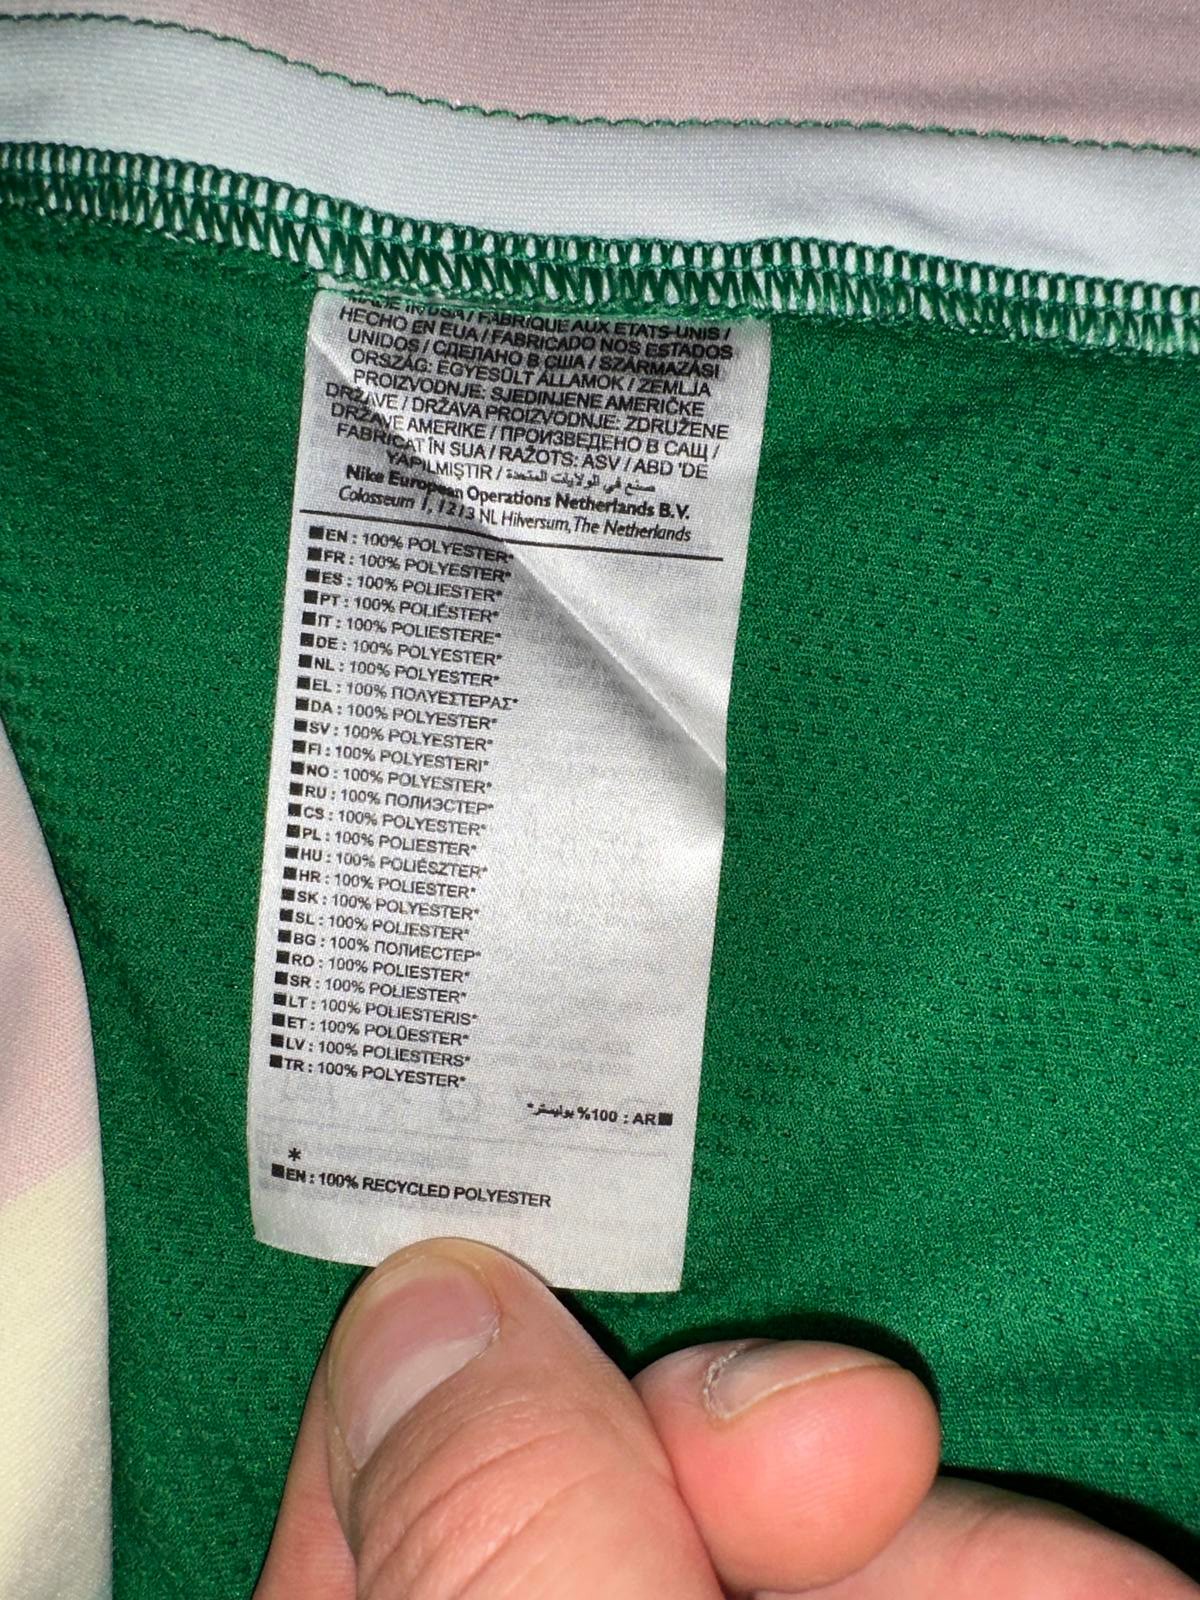 MADE IN USA / FABRIQUÉ AUX ÉTATS-UNIS /
HECHO EN EUA / FABRICADO NOS ESTADOS
UNIDOS / СДЕЛАНО В США / SZÁRMAZÁSI
ORSZÁG: EGYESÜLT ÁLLAMOK / ZEMLJA
PROIZVODNJE: SJEDINJENE AMERIČKE
DRŽAVE / DRŽAVA PROIZVODNJE: ZDRUŽENE
DRŽAVE AMERIKE / ПРОИЗВЕДЕНО В САЩ /
FABRICAT ÎN SUA / RAŽOTS: ASV / ABD 'DE
YAPILMIŞTIR / صنع في الولايات المتحدة
Nike European Operations Netherlands B.V.
Colosseum 1, 1213 NL Hilversum, The Netherlands
EN : 100% POLYESTER*
FR : 100% POLYESTER*
ES : 100% POLIESTER*
PT : 100% POLIÉSTER*
IT : 100% POLIESTERE*
DE : 100% POLYESTER*
NL : 100% POLYESTER*
EL : 100% ΠΟΛΥΕΣΤΕΡΑΣ*
DA : 100% POLYESTER*
SV : 100% POLYESTER*
FI : 100% POLYESTERI*
NO : 100% POLYESTER*
RU : 100% ПОЛИЭСТЕР*
CS : 100% POLYESTER*
PL : 100% POLIESTER*
HU : 100% POLIÉSZTER*
HR : 100% POLIESTER*
SK : 100% POLYESTER*
SL : 100% POLIESTER*
BG : 100% ПОЛИЕСТЕР*
RO : 100% POLIESTER*
SR : 100% POLIESTER*
LT : 100% POLIESTERIS*
ET : 100% POLÜESTER*
LV : 100% POLIESTERS*
TR : 100% POLYESTER*
AR : 100% بوليستر*
*
EN : 100% RECYCLED POLYESTER